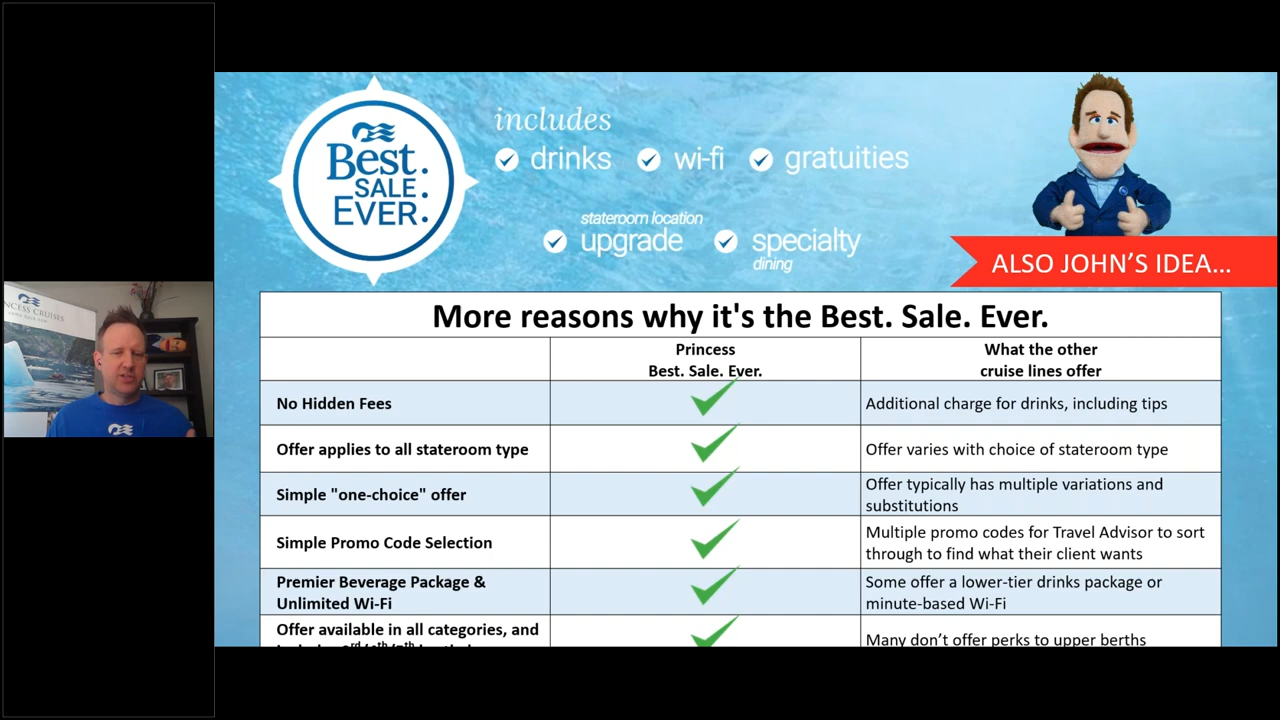 includes
drinks wi-fi gratuities
Best.
SALE.
EVER.
stateroom location
upgrade specialty
dining
ALSO JOHN'S IDEA...
NCESS CRUISES
More reasons why it's the Best. Sale. Ever.
Princess
Best. Sale. Ever.
What the other
cruise lines offer
No Hidden Fees
Additional charge for drinks, including tips
Offer applies to all stateroom type
Offer varies with choice of stateroom type
Simple "one-choice" offer
Offer typically has multiple variations and
substitutions
Simple Promo Code Selection
Multiple promo codes for Travel Advisor to sort
through to find what their client wants
Premier Beverage Package &
Unlimited Wi-Fi
Some offer a lower-tier drinks package or
minute-based Wi-Fi
Offer available in all categories, and
Many don't offer perks to upper berths